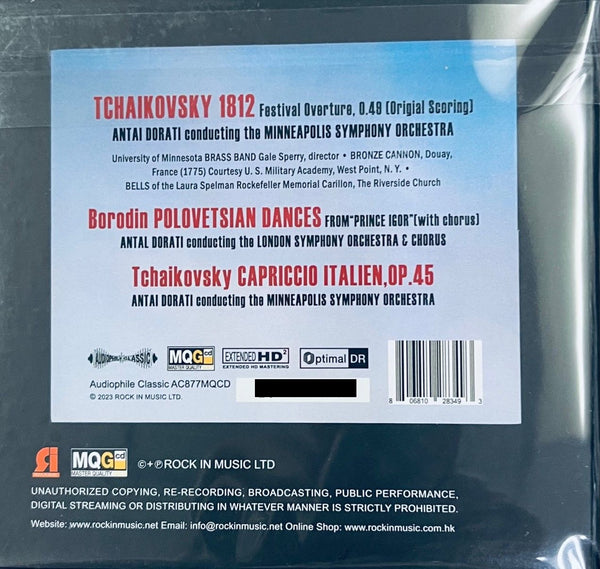 TCHAIKOVSKY 1812 Festival Overture, O.49 (Origial Scoring)
ANTAI DORATI conducting the MINNEAPOLIS SYMPHONY ORCHESTRA
University of Minnesota BRASS BAND Gale Sperry, director • BRONZE CANNON, Douay,
France (1775) Courtesy U. S. Military Academy, West Point, N. Y. •
BELLS of the Laura Spelman Rockefeller Memorial Carillon, The Riverside Church
Borodin POLOVETSIAN DANCES FROM"PRINCE IGOR"(with chorus)
ANTAL DORATI conducting the LONDON SYMPHONY ORCHESTRA & CHORUS
Tchaikovsky CAPRICCIO ITALIEN,OP.45
ANTAI DORATI conducting the MINNEAPOLIS SYMPHONY ORCHESTRA
AUDIOPHILE CLASSIC MQGcd MASTER QUALITY EXTENDED HD2 EXTENDED HD MASTERING Optimal DR
Audiophile Classic AC877MQCD
© 2023 ROCK IN MUSIC LTD.
8 06810 28349 3
MQGcd MASTER QUALITY ©+℗ROCK IN MUSIC LTD
UNAUTHORIZED COPYING, RE-RECORDING, BROADCASTING, PUBLIC PERFORMANCE,
DIGITAL STREAMING OR DISTRIBUTING IN WHATEVER MANNER IS STRICTLY PROHIBITED.
Website: www.rockinmusic.net Email: info@rockinmusic.net Online Shop: www.rockinmusic.com.hk